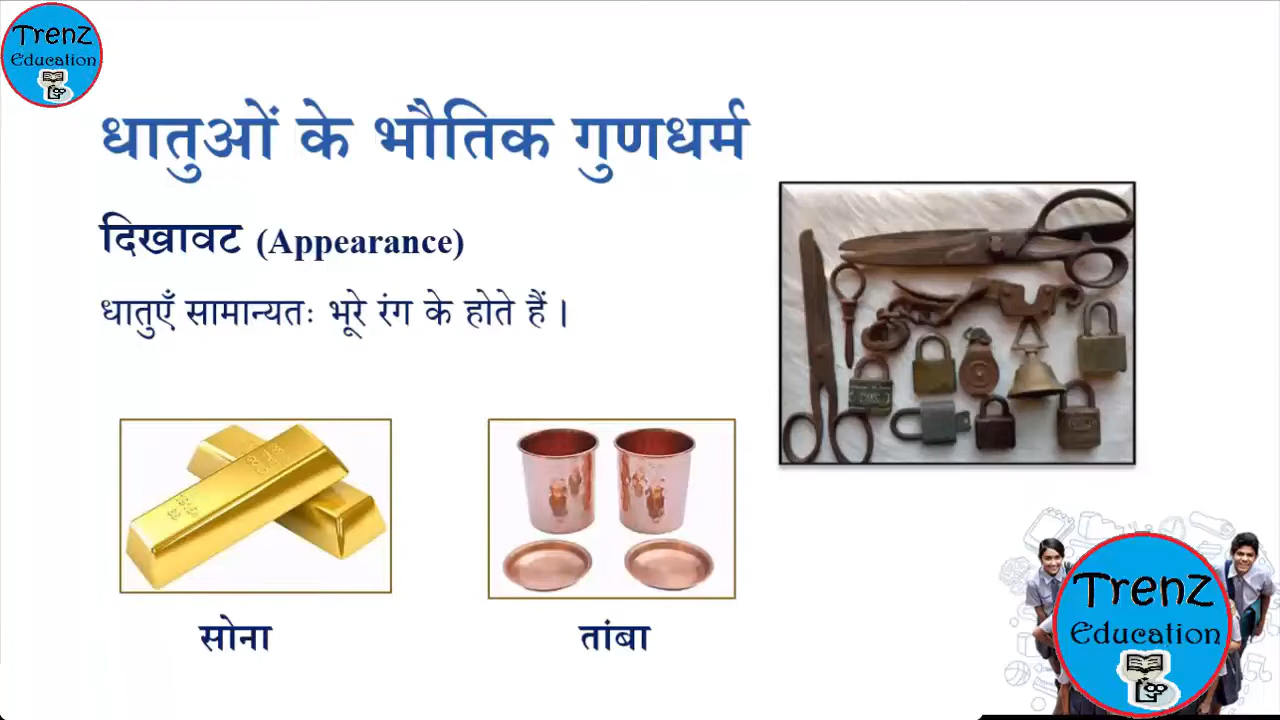 Trenz
Education
धातुओं के भौतिक गुणधर्म
दिखावट (Appearance)
धातुएँ सामान्यतः भूरे रंग के होते हैं ।
सोना
तांबा
Trenz
Education